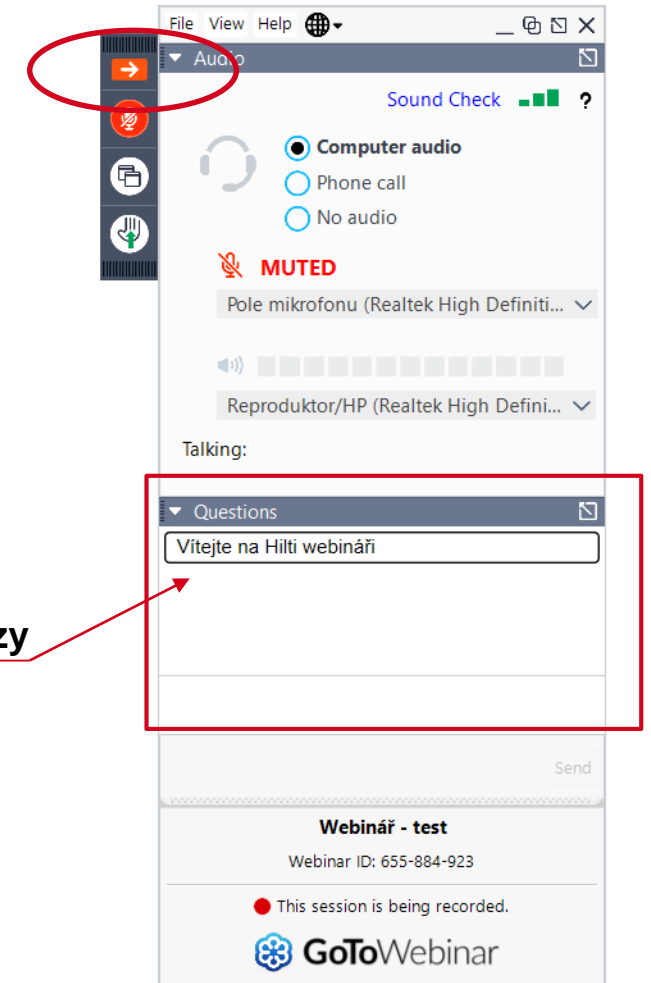 File View Help
Audio
Sound Check ?
Computer audio
Phone call
No audio
MUTED
Pole mikrofonu (Realtek High Definiti...
Reproduktor/HP (Realtek High Defini...
Talking:
Questions
Vítejte na Hilti webináři
zy
Send
Webinář - test
Webinar ID: 655-884-923
This session is being recorded.
GoToWebinar